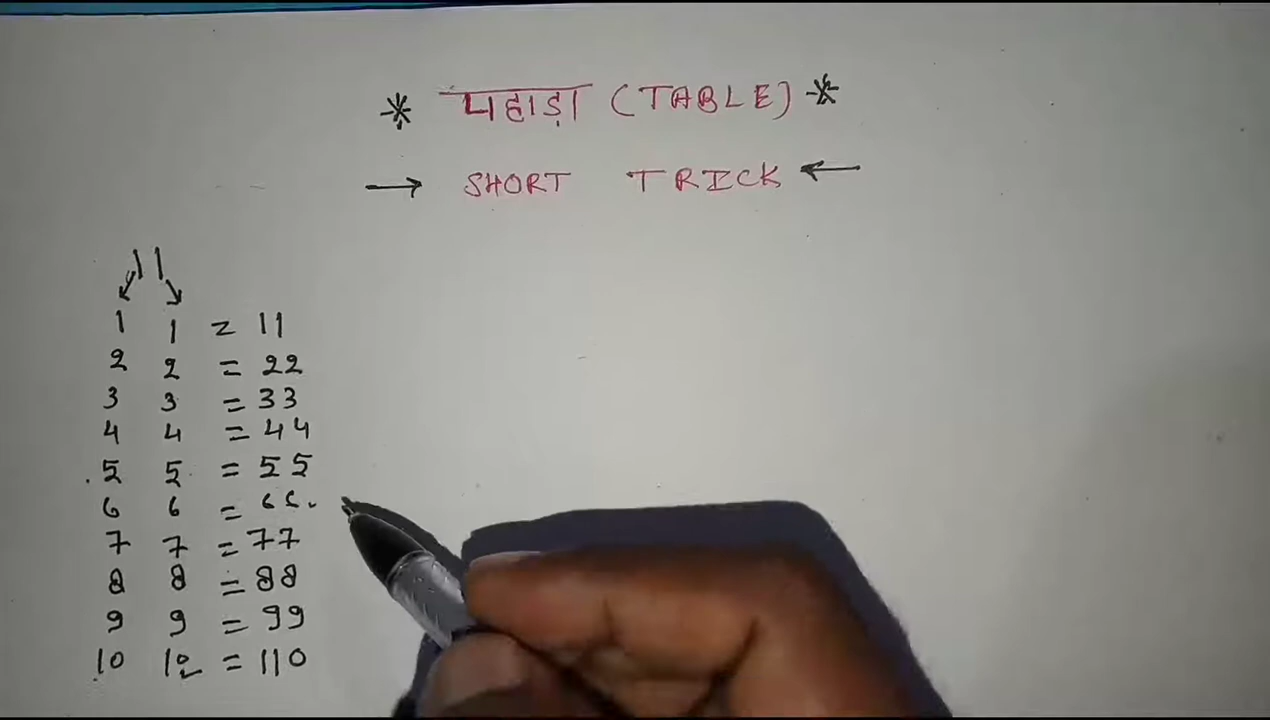 * पहाड़ा (TABLE) *
→ SHORT TRICK ←
11
1 1 = 11
2 2 = 22
3 3 = 33
4 4 = 44
5 5 = 55
6 6 = 66
7 7 = 77
8 8 = 88
9 9 = 99
10 10 = 110